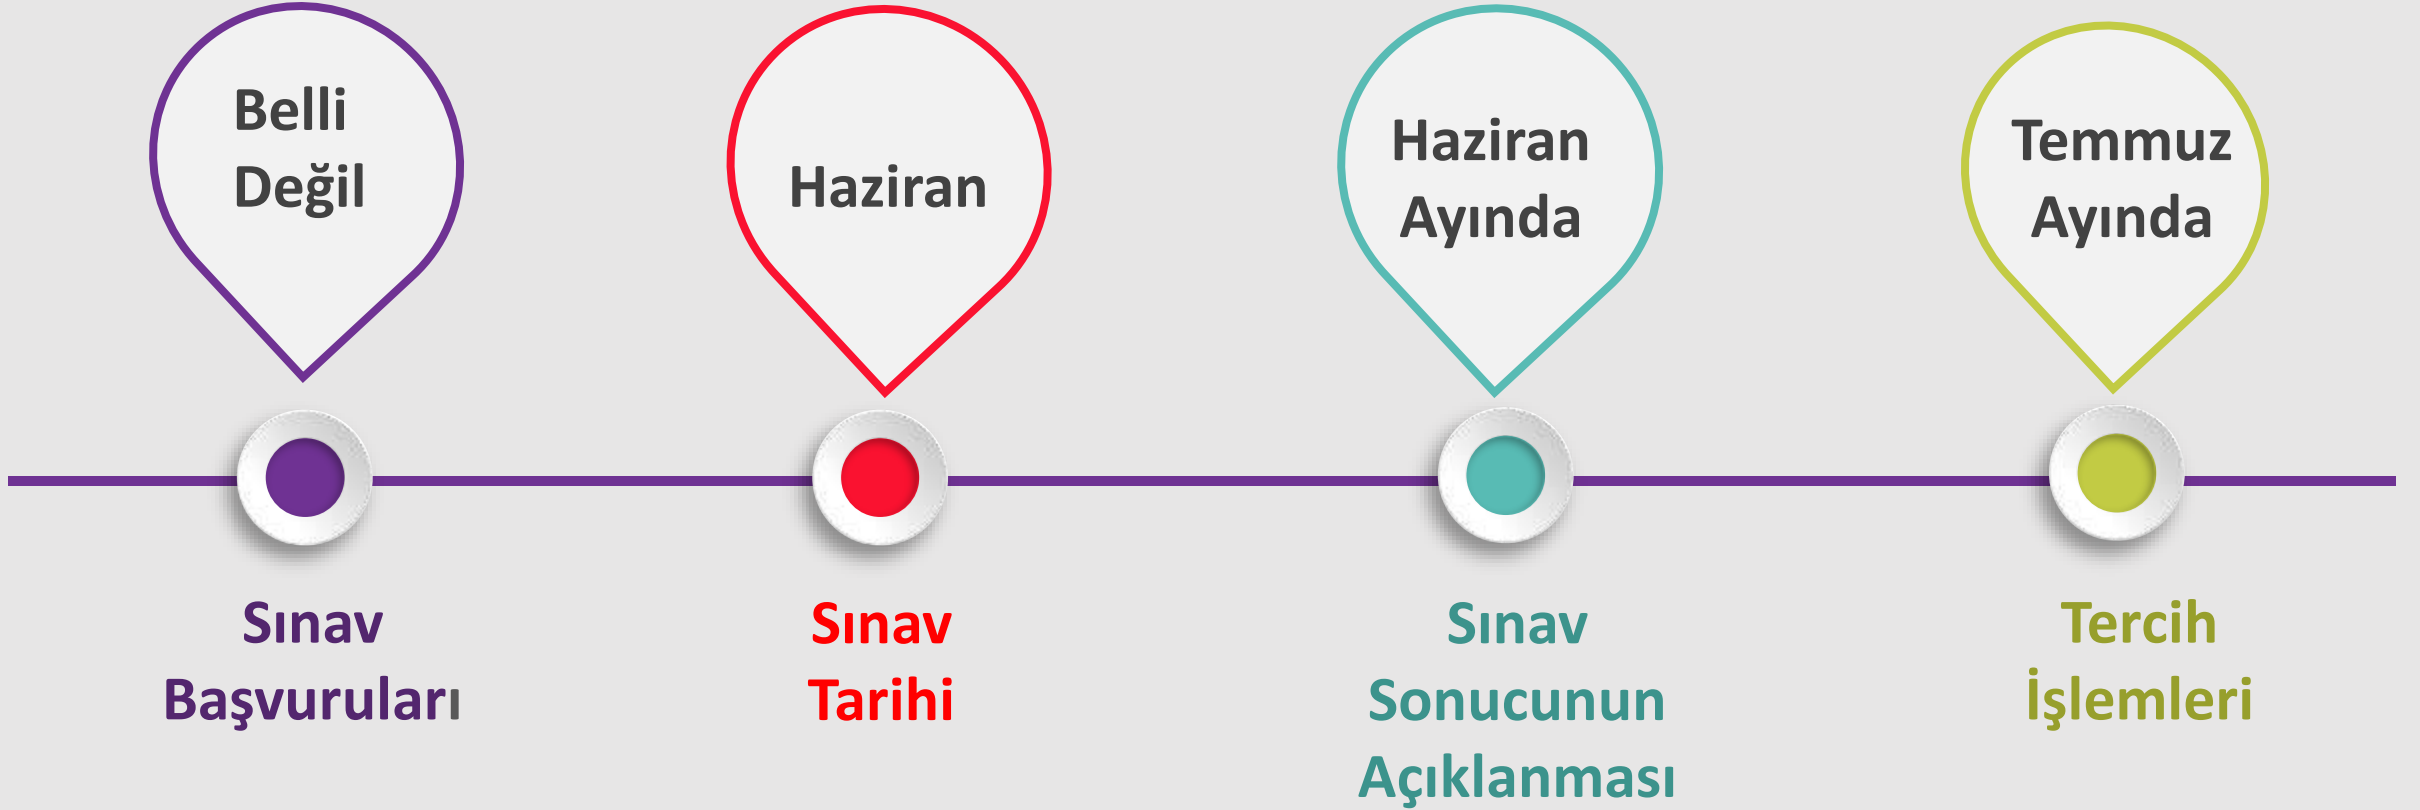 Belli
Değil
Haziran
Haziran
Ayında
Temmuz
Ayında
Sınav
Başvuruları
Sınav
Tarihi
Sınav
Sonucunun
Açıklanması
Tercih
İşlemleri